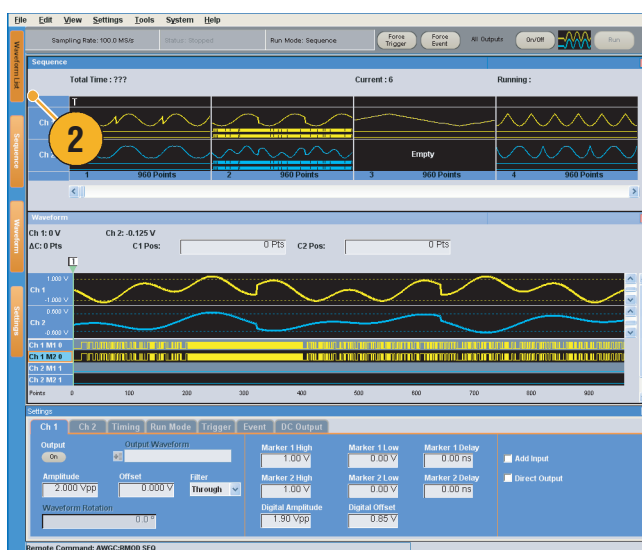 File Edit View Settings Tools System Help
Sampling Rate: 100.0 MS/s Status: Stopped Run Mode: Sequence Force Trigger Force Event All Outputs On/Off Run
Waveform List
Sequence
Waveform
Settings
Sequence
Total Time : ??? Current : 6 Running :
T
Ch
2
Ch
Empty
1 960 Points 2 960 Points 3 960 Points 4 960 Points
Waveform
Ch 1: 0 V Ch 2: -0.125 V
ΔC: 0 Pts C1 Pos: 0 Pts C2 Pos: 0 Pts
T
1.000 V
Ch 1
-1.000 V
0.000 V
Ch 2
-0.000 V
Ch 1 M1 0
Ch 1 M2 0
Ch 2 M1 1
Ch 2 M2 1
Points 0 100 200 300 400 500 600 700 800 900
Settings
Ch 1 Ch 2 Timing Run Mode Trigger Event DC Output
Output Output Waveform Marker 1 High Marker 1 Low Marker 1 Delay
On 1.00 V 0.00 V 0.00 ns Add Input
Amplitude Offset Filter Marker 2 High Marker 2 Low Marker 2 Delay Direct Output
2.000 Vpp 0.000 V Through 1.00 V 0.00 V 0.00 ns
Waveform Rotation Digital Amplitude Digital Offset
0.0 ° 1.90 Vpp 0.85 V
Remote Command: AWGC:RMOD SEQ